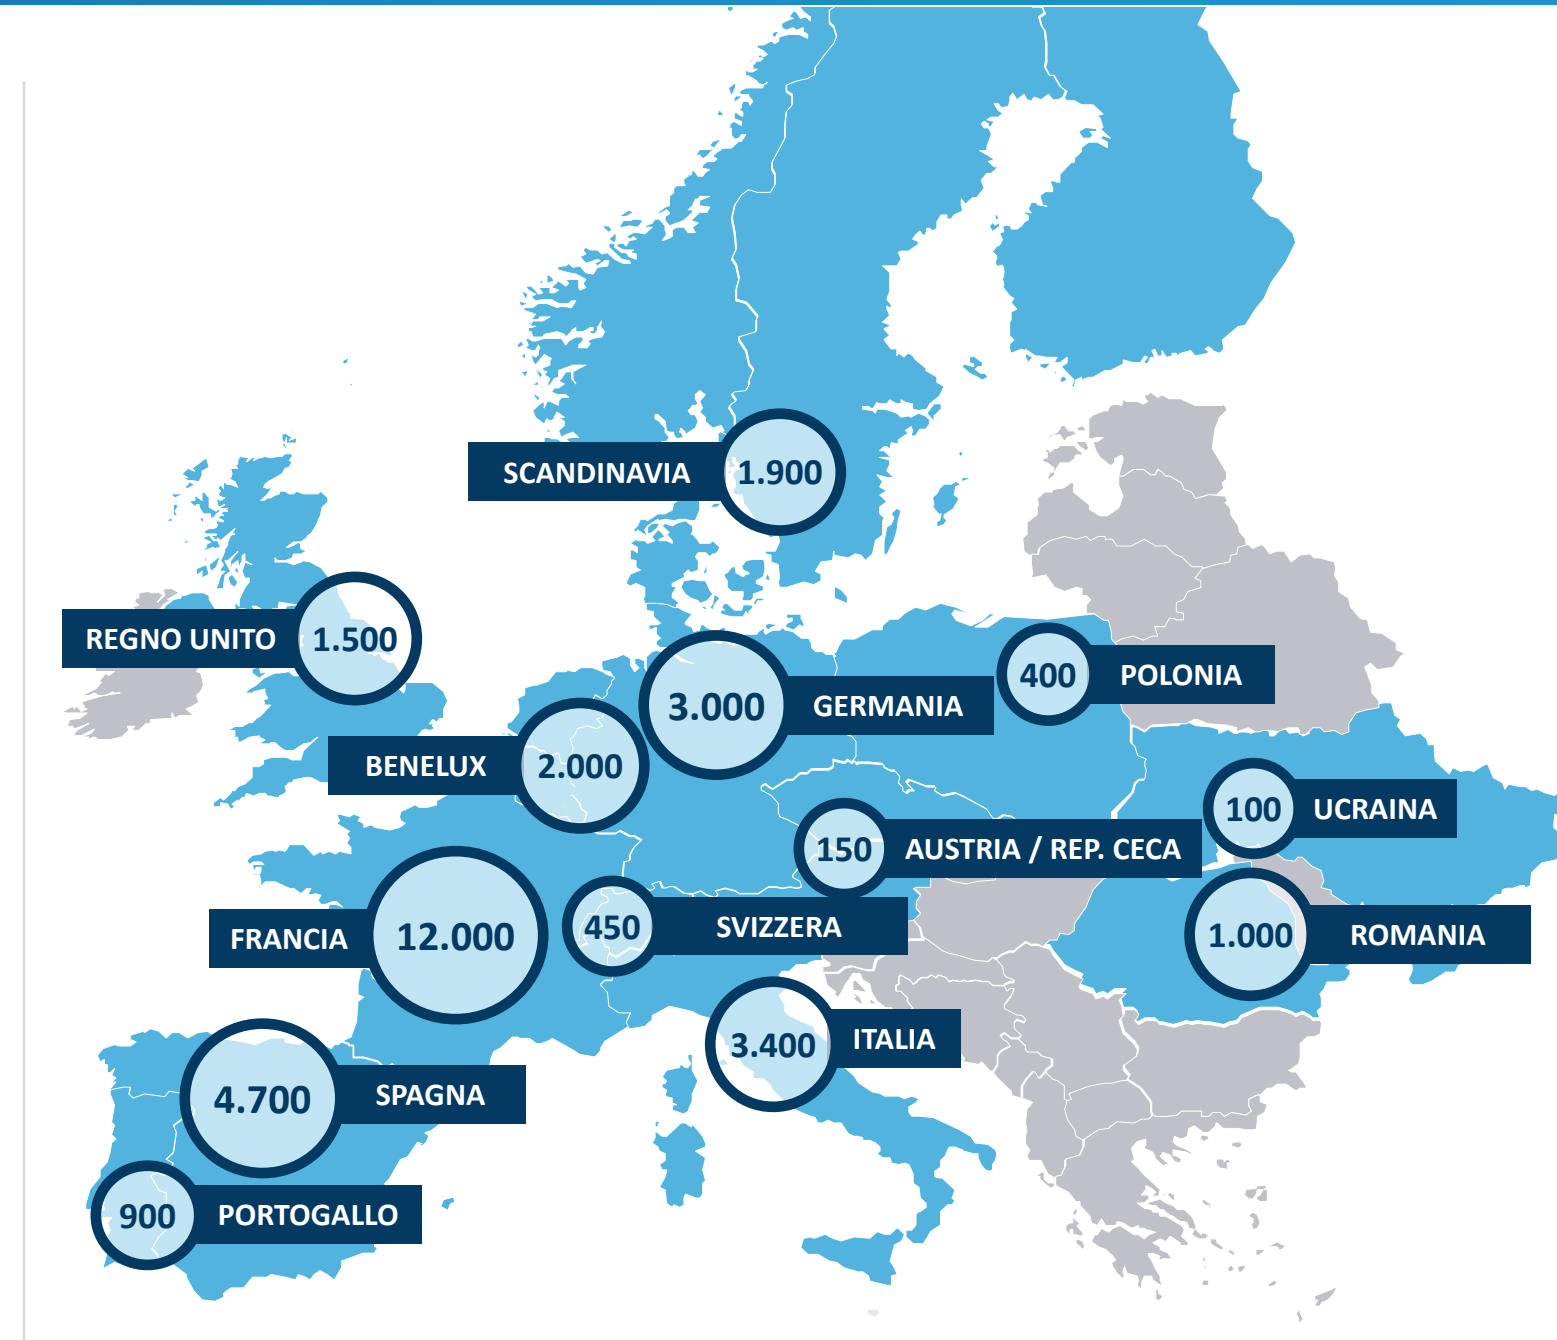 SCANDINAVIA 1.900
REGNO UNITO 1.500
400 POLONIA
3.000 GERMANIA
BENELUX 2.000
100 UCRAINA
150 AUSTRIA / REP. CECA
FRANCIA 12.000
450 SVIZZERA
1.000 ROMANIA
3.400 ITALIA
4.700 SPAGNA
900 PORTOGALLO